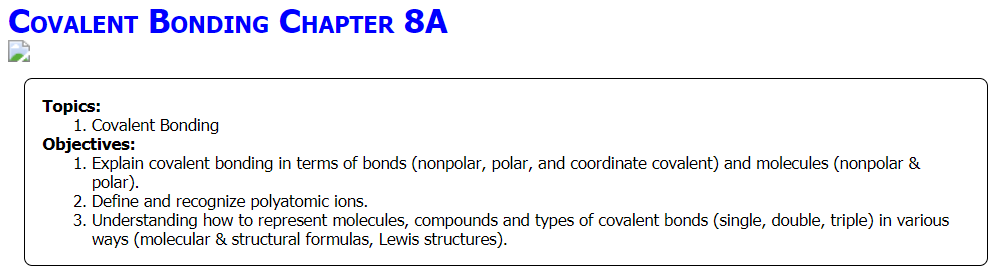 Covalent Bonding Chapter 8A
Topics:
1. Covalent Bonding
Objectives:
1. Explain covalent bonding in terms of bonds (nonpolar, polar, and coordinate covalent) and molecules (nonpolar &
polar).
2. Define and recognize polyatomic ions.
3. Understanding how to represent molecules, compounds and types of covalent bonds (single, double, triple) in various
ways (molecular & structural formulas, Lewis structures).